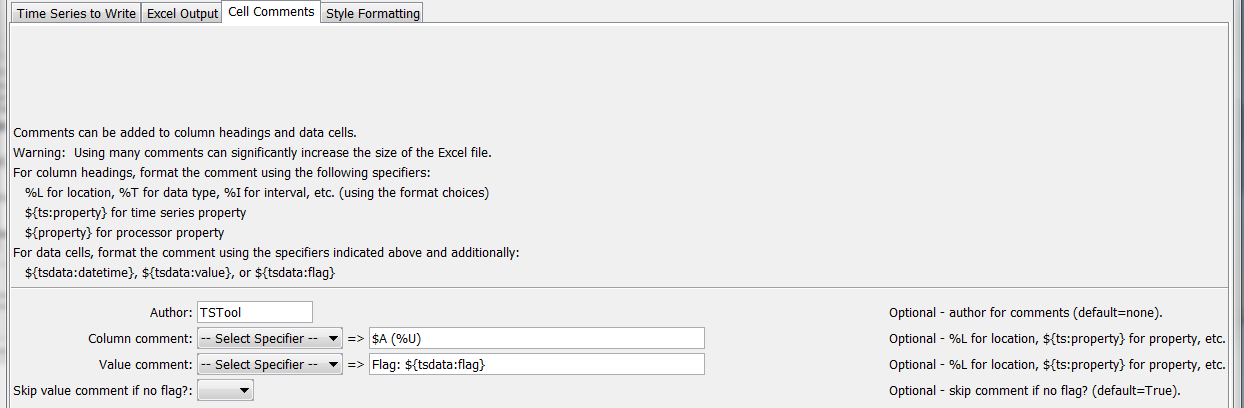 Time Series to Write Excel Output Cell Comments Style Formatting
Comments can be added to column headings and data cells.
Warning:  Using many comments can significantly increase the size of the Excel file.
For column headings, format the comment using the following specifiers:
%L for location, %T for data type, %I for interval, etc. (using the format choices)
${ts:property} for time series property
${property} for processor property
For data cells, format the comment using the specifiers indicated above and additionally:
${tsdata:datetime}, ${tsdata:value}, or ${tsdata:flag}
Author: TSTool Optional - author for comments (default=none).
Column comment: -- Select Specifier -- => $A (%U) Optional - %L for location, ${ts:property} for property, etc.
Value comment: -- Select Specifier -- => Flag: ${tsdata:flag} Optional - %L for location, ${ts:property} for property, etc.
Skip value comment if no flag?: Optional - skip comment if no flag? (default=True).